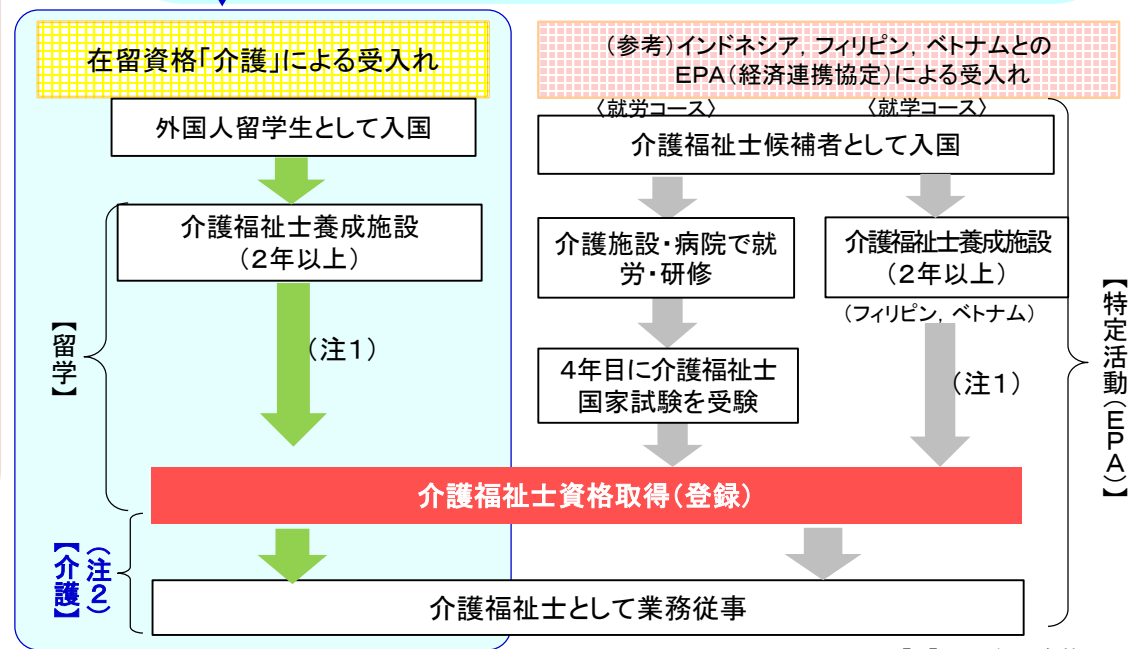 在留資格「介護」による受入れ
外国人留学生として入国
介護福祉士養成施設
（２年以上）
（注１）
【留学】
（参考）インドネシア，フィリピン，ベトナムとの
ＥＰＡ（経済連携協定）による受入れ
〈就労コース〉
〈就学コース〉
介護福祉士候補者として入国
介護施設・病院で就
労・研修
４年目に介護福祉士
国家試験を受験
介護福祉士養成施設
（２年以上）
（フィリピン，ベトナム）
（注１）
【特定活動（ＥＰＡ）】
介護福祉士資格取得（登録）
（注２）
【介護】
介護福祉士として業務従事